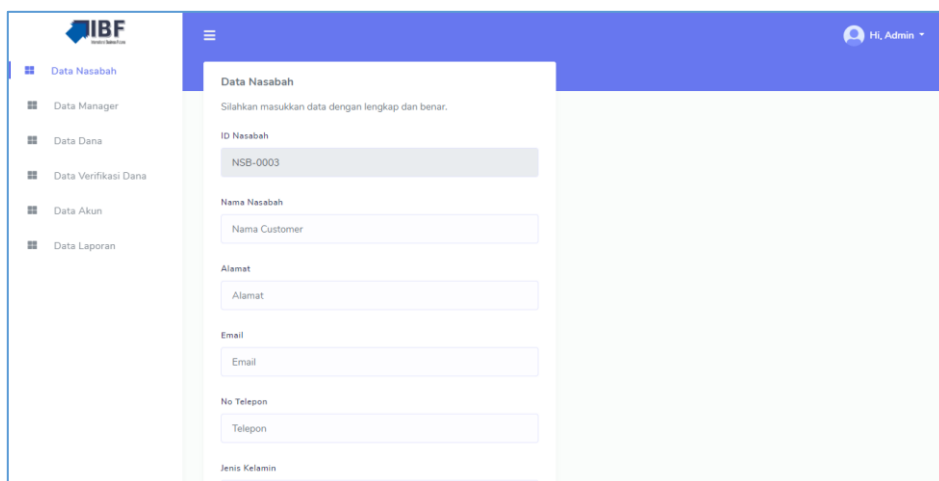 IBF
Hi, Admin
Data Nasabah
Data Manager
Data Dana
Data Verifikasi Dana
Data Akun
Data Laporan
Data Nasabah
Silahkan masukkan data dengan lengkap dan benar.
ID Nasabah
NSB-0003
Nama Nasabah
Nama Customer
Alamat
Alamat
Email
Email
No Telepon
Telepon
Jenis Kelamin